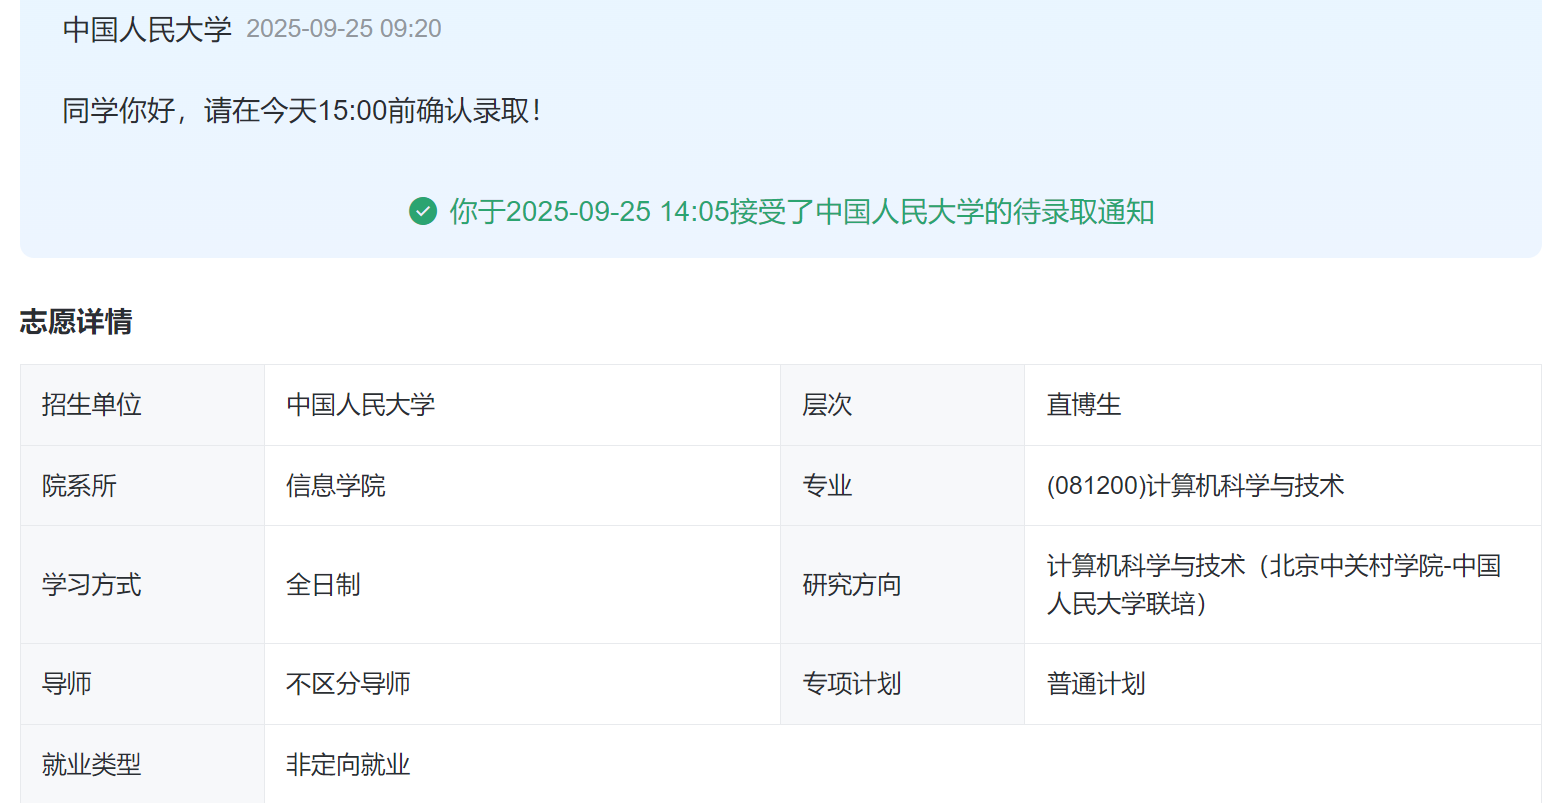 中国人民大学 2025-09-25 09:20
同学你好，请在今天15:00前确认录取！
你于2025-09-25 14:05接受了中国人民大学的待录取通知
志愿详情
招生单位 中国人民大学 层次 直博生
院系所 信息学院 专业 (081200)计算机科学与技术
学习方式 全日制 研究方向 计算机科学与技术（北京中关村学院-中国
人民大学联培）
导师 不区分导师 专项计划 普通计划
就业类型 非定向就业